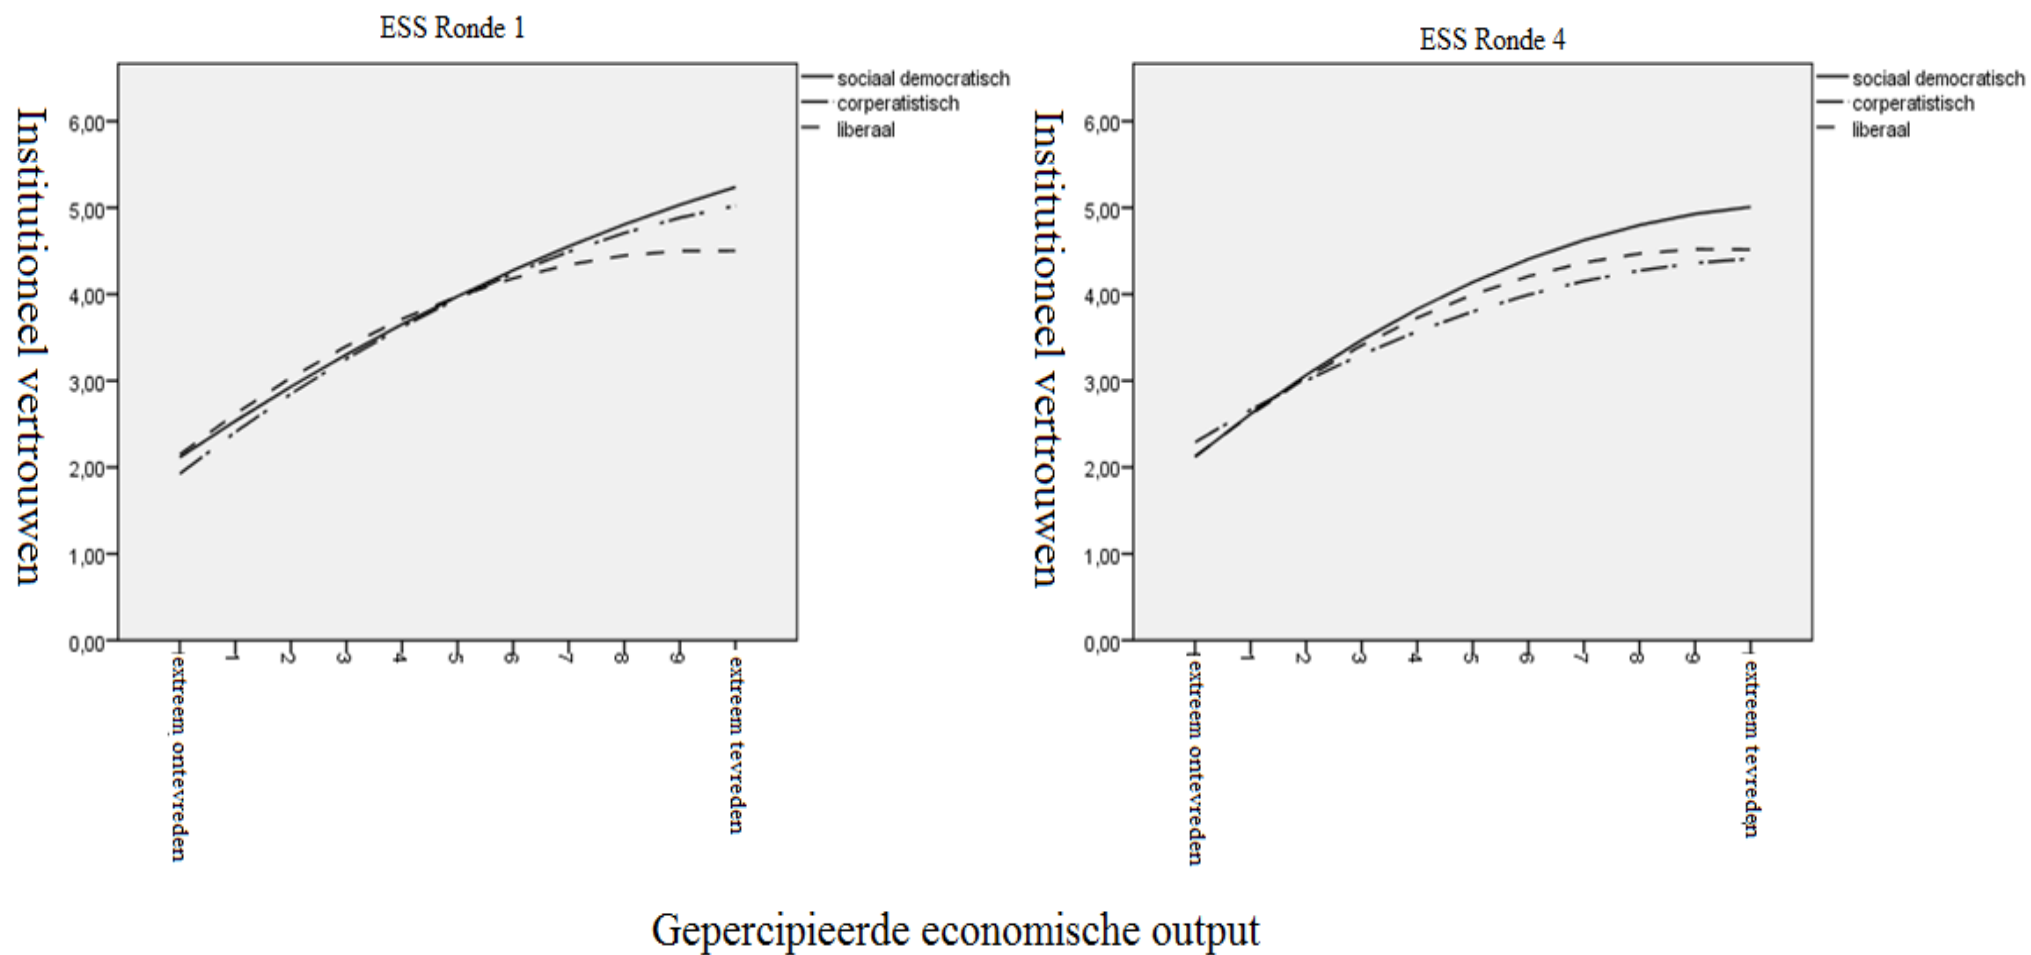 ESS Ronde 1
sociaal democratisch
corperatistisch
liberaal
Institutioneel vertrouwen
6,00
5,00
4,00
3,00
2,00
1,00
0,00
extreem ontevreden
1
2
3
4
5
6
7
8
9
extreem tevreden
ESS Ronde 4
sociaal democratisch
corperatistisch
liberaal
Institutioneel vertrouwen
6,00
5,00
4,00
3,00
2,00
1,00
0,00
extreem ontevreden
1
2
3
4
5
6
7
8
9
extreem tevreden
Gepercipieerde economische output